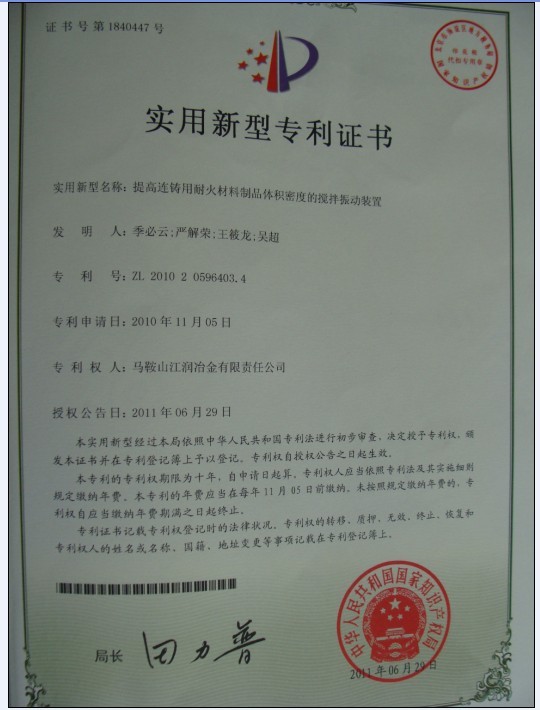 证书号第1840447号
实用新型专利证书
实用新型名称：提高连铸用耐火材料制品体积密度的搅拌振动装置
发明人：季必云;严解荣;王筱龙;吴超
专利号：ZL 2010 2 0596403.4
专利申请日：2010年11月05日
专利权人：马鞍山江润冶金有限责任公司
授权公告日：2011年06月29日
本实用新型经过本局依照中华人民共和国专利法进行初步审查，决定授予专利权，颁
发本证书并在专利登记簿上予以登记。专利权自授权公告之日起生效。
本专利的专利权期限为十年，自申请日起算。专利权人应当依照专利法及其实施细则
规定缴纳年费。本专利的年费应当在每年11月05日前缴纳。未按照规定缴纳年费的，专
利权自应当缴纳年费期满之日起终止。
专利证书记载专利权登记时的法律状况。专利权的转移、质押、无效、终止、恢复和
专利权人的姓名或名称、国籍、地址变更等事项记载在专利登记簿上。
局长 田力普
中华人民共和国国家知识产权局
2011年06月29日